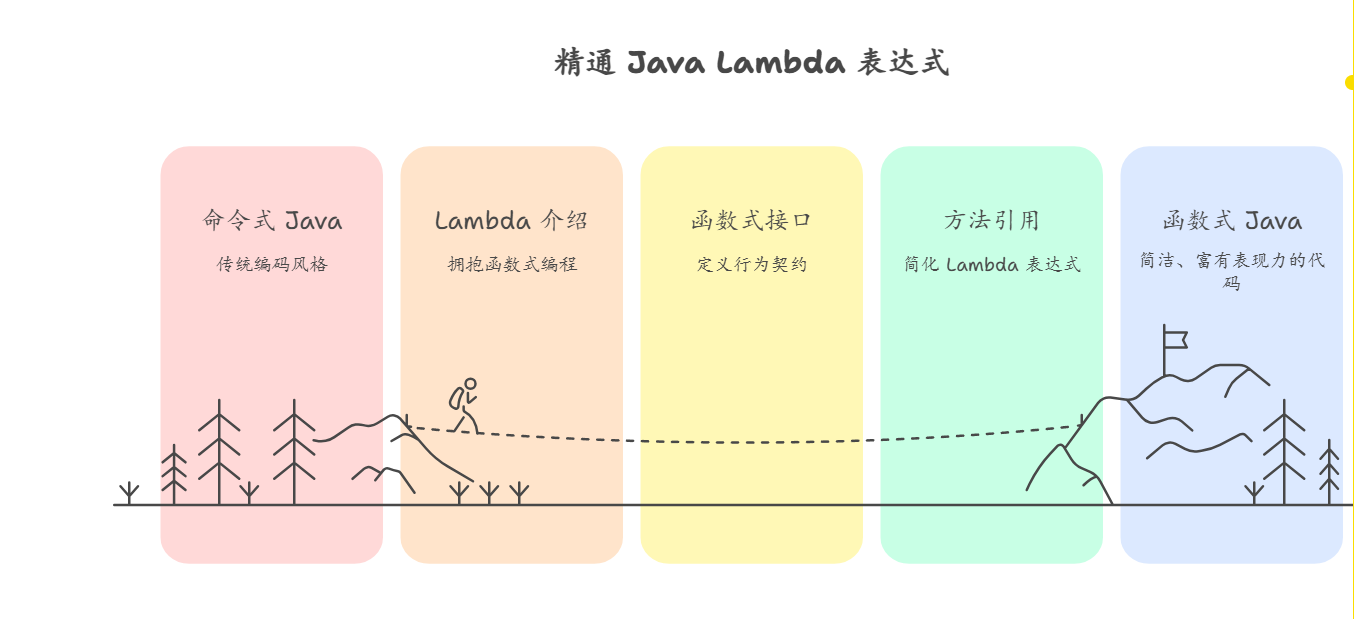 精通 Java Lambda 表达式
命令式 Java
传统编码风格
Lambda 介绍
拥抱函数式编程
函数式接口
定义行为契约
方法引用
简化 Lambda 表达式
函数式 Java
简洁、富有表现力的代
码